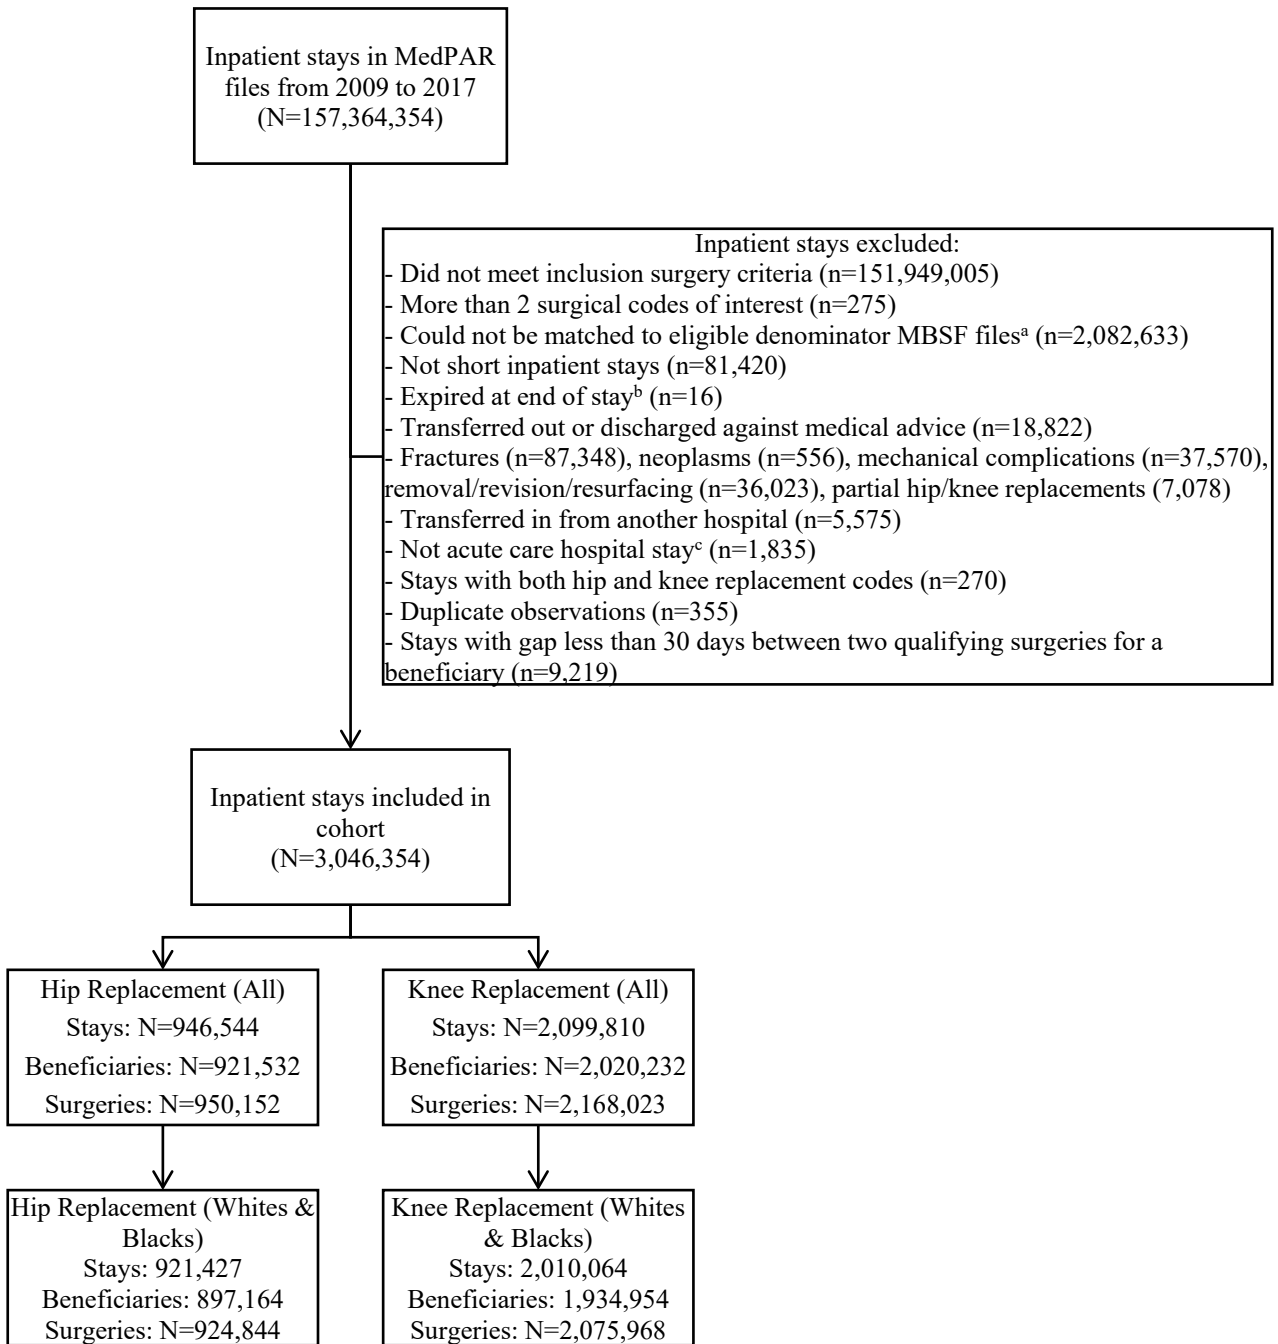 Inpatient stays in MedPAR
files from 2009 to 2017
(N=157,364,354)
Inpatient stays excluded:
- Did not meet inclusion surgery criteria (n=151,949,005)
- More than 2 surgical codes of interest (n=275)
- Could not be matched to eligible denominator MBSF filesᵃ (n=2,082,633)
- Not short inpatient stays (n=81,420)
- Expired at end of stayᵇ (n=16)
- Transferred out or discharged against medical advice (n=18,822)
- Fractures (n=87,348), neoplasms (n=556), mechanical complications (n=37,570),
removal/revision/resurfacing (n=36,023), partial hip/knee replacements (7,078)
- Transferred in from another hospital (n=5,575)
- Not acute care hospital stayᶜ (n=1,835)
- Stays with both hip and knee replacement codes (n=270)
- Duplicate observations (n=355)
- Stays with gap less than 30 days between two qualifying surgeries for a
beneficiary (n=9,219)
Inpatient stays included in
cohort
(N=3,046,354)
Hip Replacement (All)
Stays: N=946,544
Beneficiaries: N=921,532
Surgeries: N=950,152
Knee Replacement (All)
Stays: N=2,099,810
Beneficiaries: N=2,020,232
Surgeries: N=2,168,023
Hip Replacement (Whites &
Blacks)
Stays: 921,427
Beneficiaries: 897,164
Surgeries: N=924,844
Knee Replacement (Whites
& Blacks)
Stays: 2,010,064
Beneficiaries: 1,934,954
Surgeries: N=2,075,968